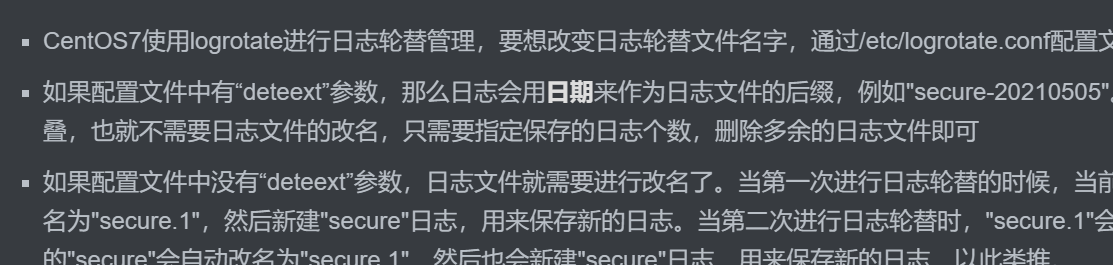 CentOS7使用logrotate进行日志轮替管理，要想改变日志轮替文件名字，通过/etc/logrotate.conf配置文
如果配置文件中有“deteext”参数，那么日志会用日期来作为日志文件的后缀，例如"secure-20210505"。
叠，也就不需要日志文件的改名，只需要指定保存的日志个数，删除多余的日志文件即可
如果配置文件中没有“deteext”参数，日志文件就需要进行改名了。当第一次进行日志轮替的时候，当前
名为"secure.1"，然后新建"secure"日志，用来保存新的日志。当第二次进行日志轮替时，"secure.1"会
的"secure"会自动改名为"secure.1"，然后也会新建"secure"日志，用来保存新的日志，以此类推